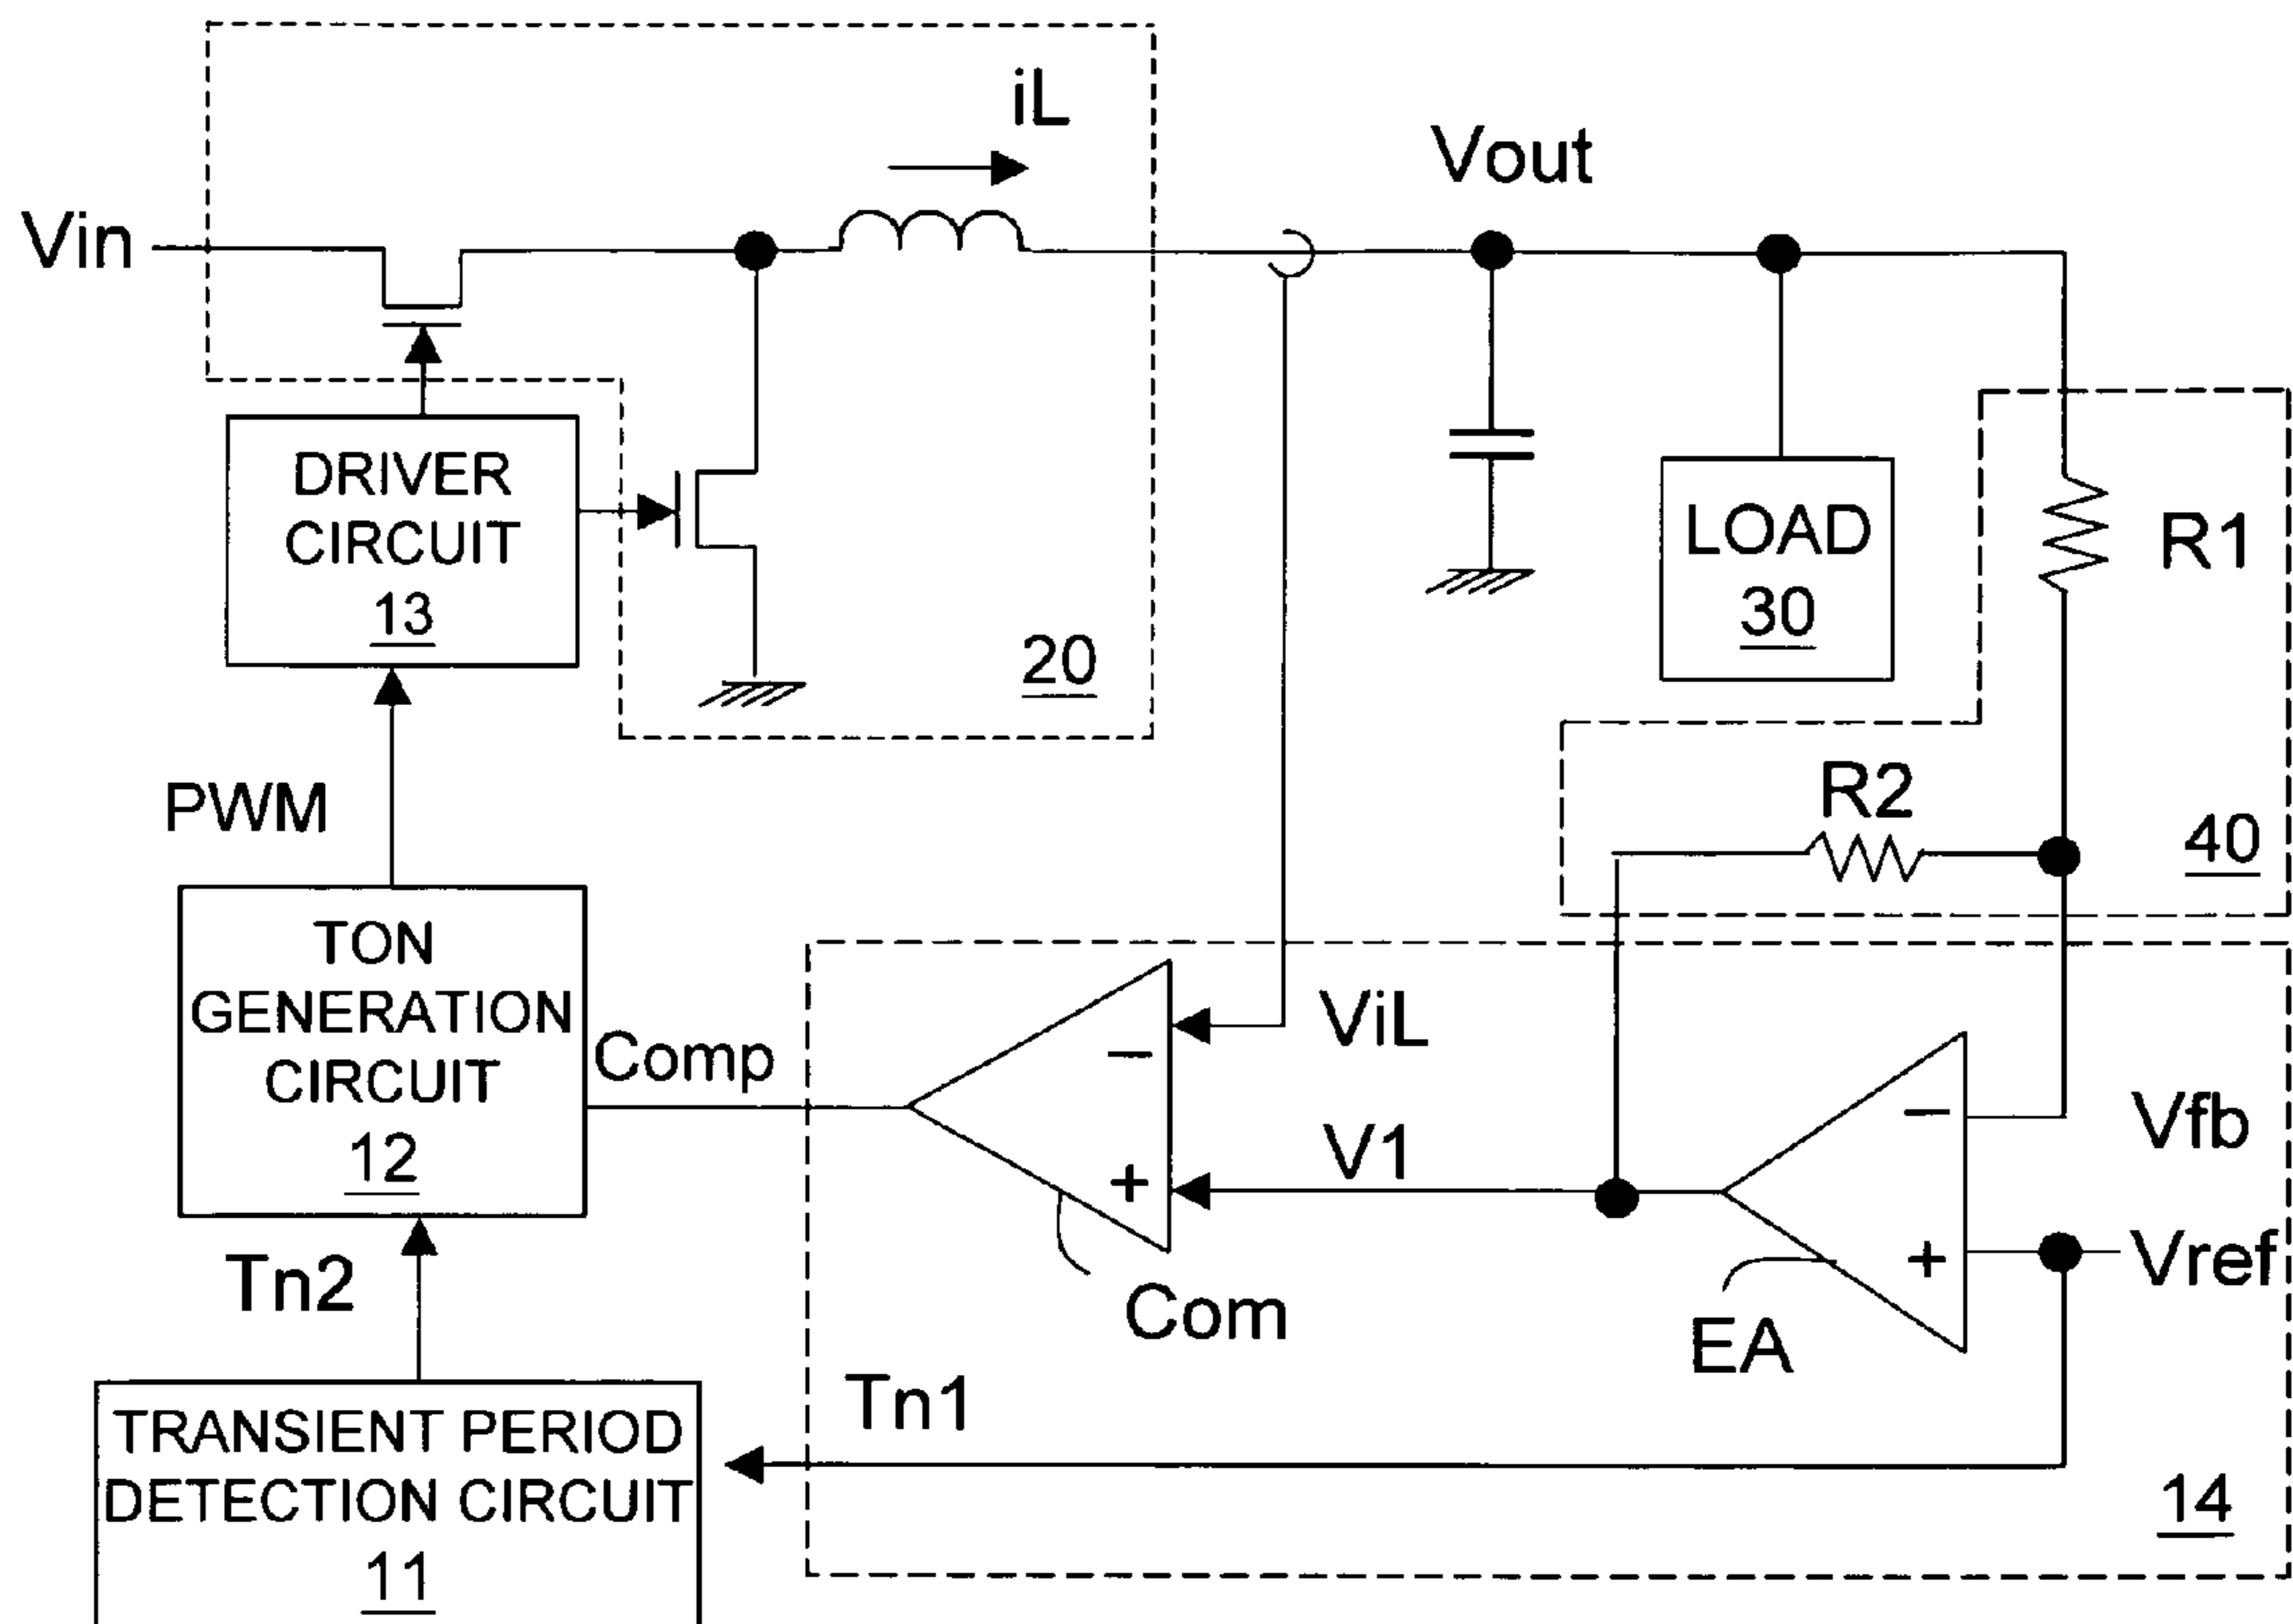 iL
Vout
Vin
DRIVER
CIRCUIT
13
LOAD
30
R1
20
PWM
R2
40
TON
GENERATION
CIRCUIT
12
Comp
ViL
−
V1
+
Com
−
+
EA
Vfb
Vref
Tn2
Tn1
TRANSIENT PERIOD
DETECTION CIRCUIT
11
14